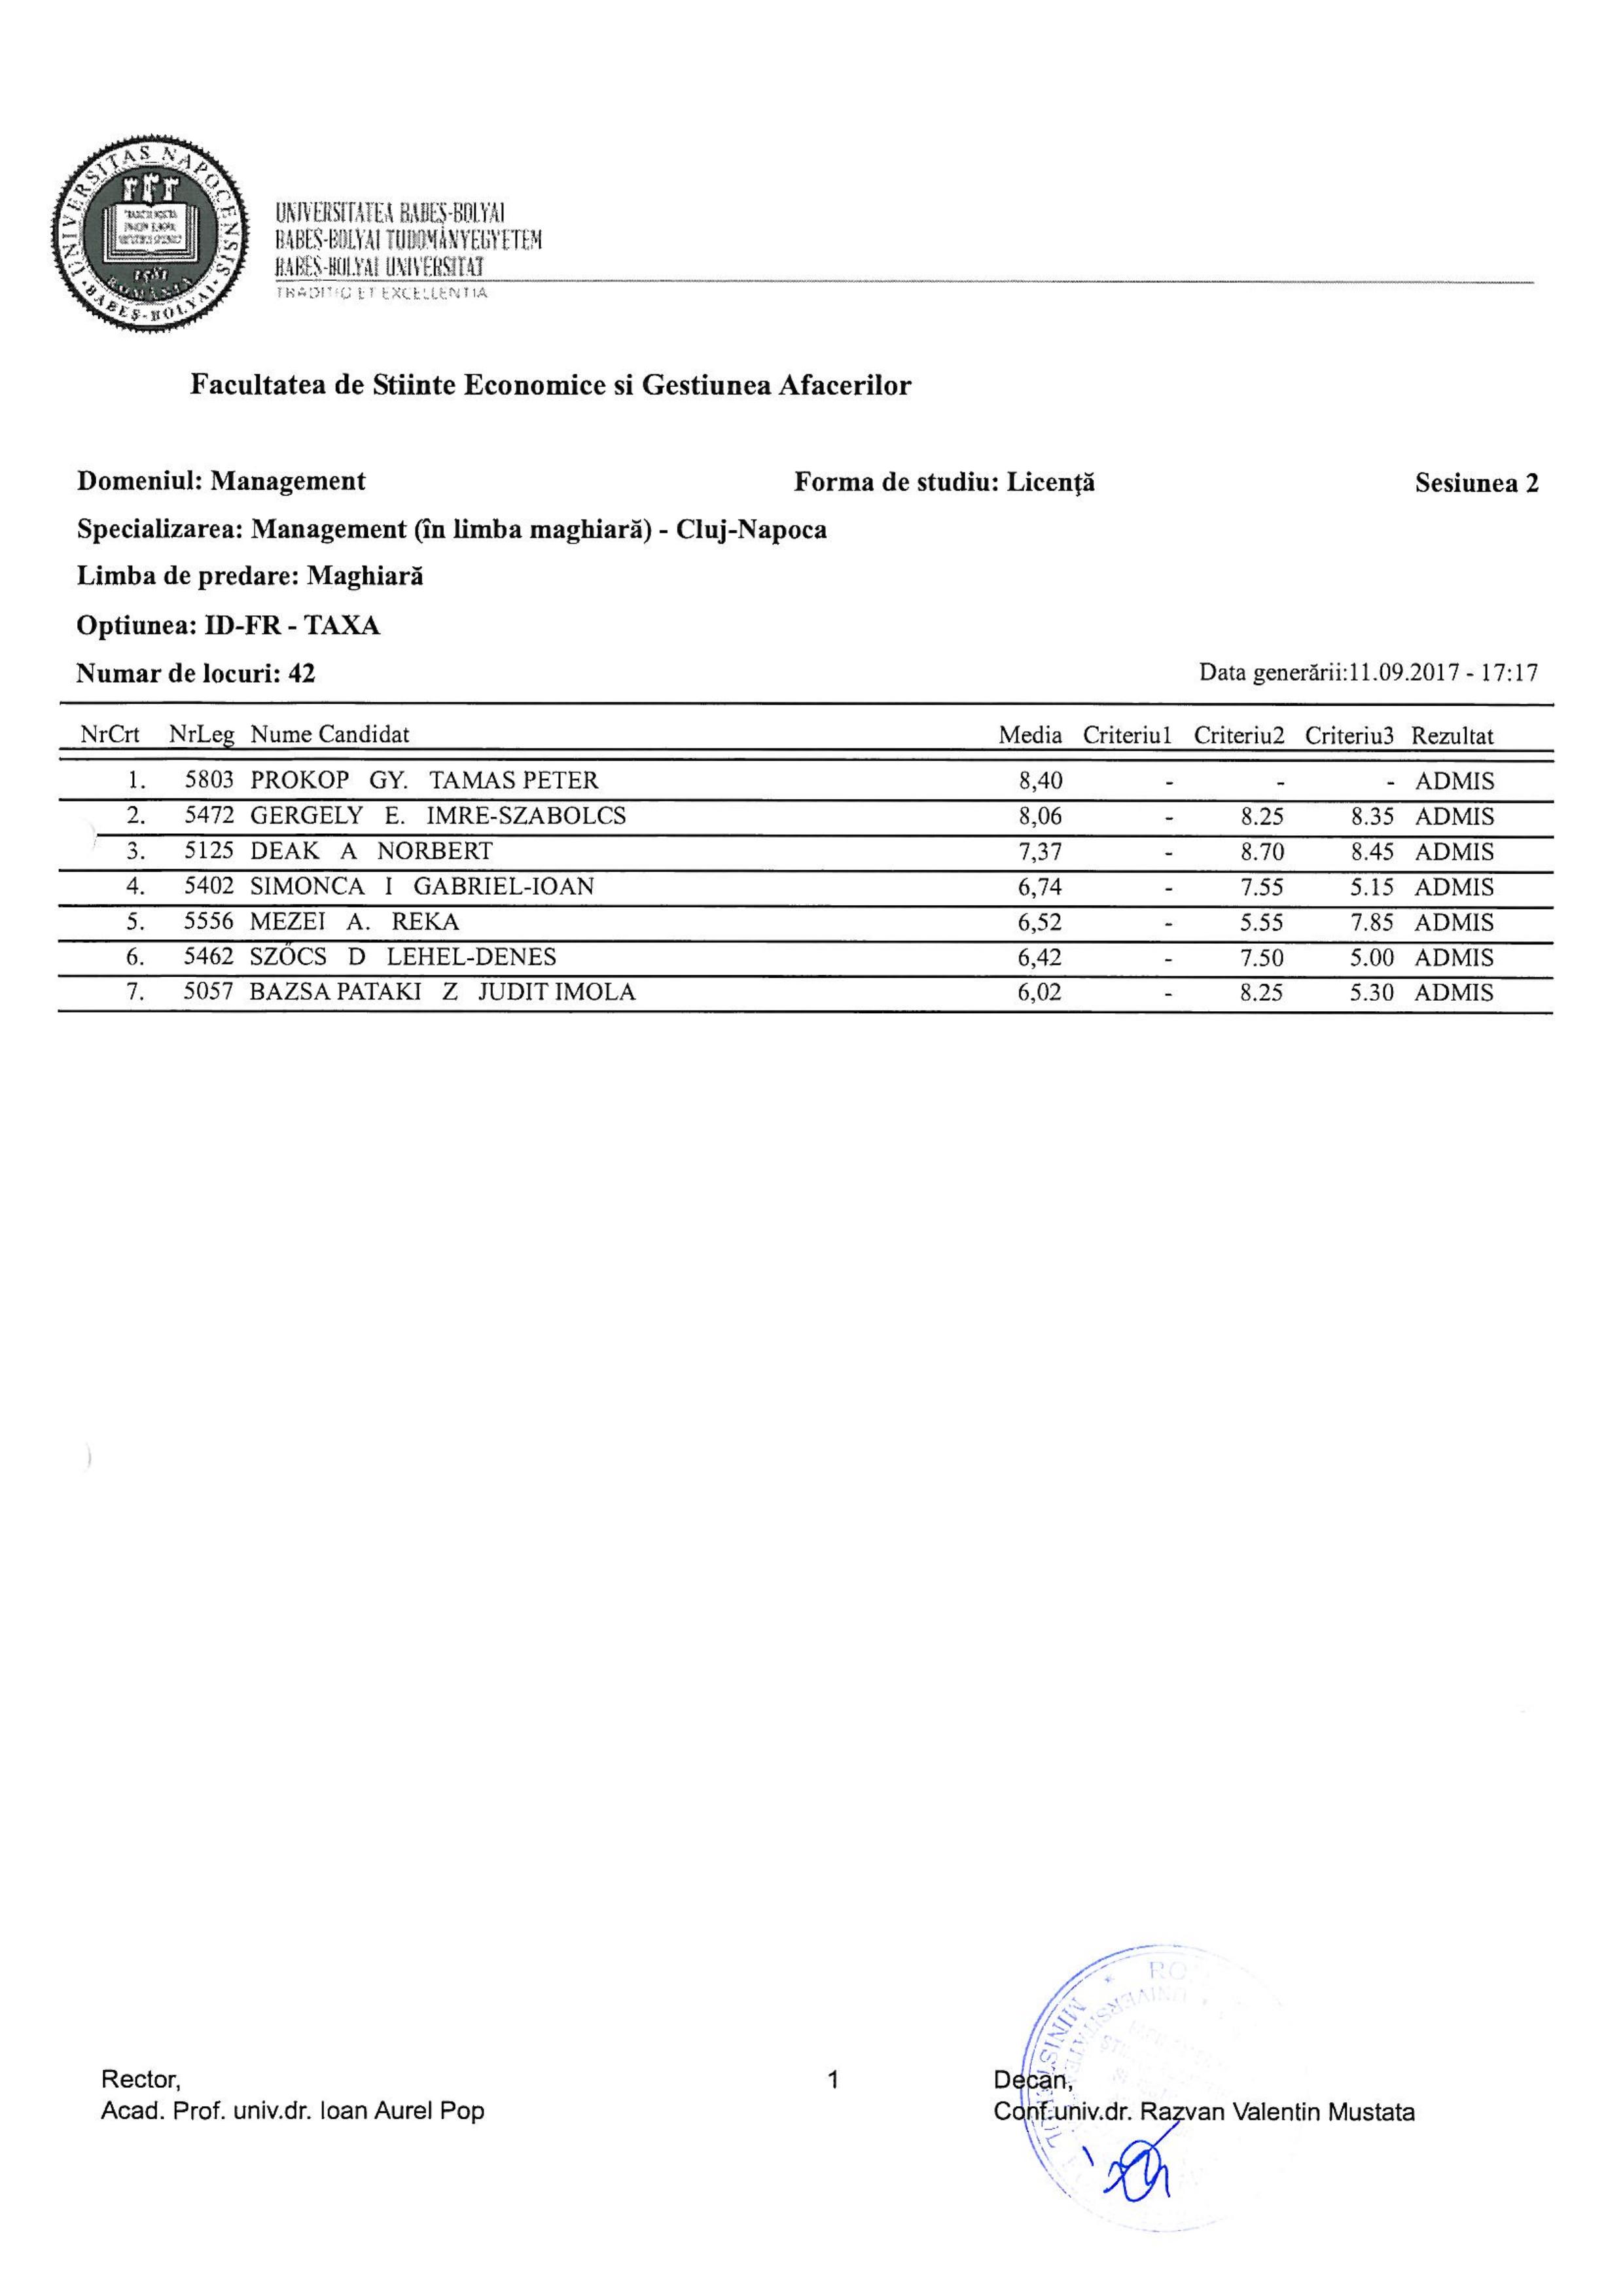 UNIVERSITAS NAPOCENSIS
BABEŞ-BOLYAI
ROMANIA
1581
UNIVERSITATEA BABEŞ-BOLYAI
BABEŞ-BOLYAI TUDOMÁNYEGYETEM
BABEŞ-BOLYAI UNIVERSITÄT
TRADITIO ET EXCELLENTIA
Facultatea de Stiinte Economice si Gestiunea Afacerilor
Domeniul: Management Forma de studiu: Licenţă Sesiunea 2
Specializarea: Management (în limba maghiară) - Cluj-Napoca
Limba de predare: Maghiară
Optiunea: ID-FR - TAXA
Numar de locuri: 42 Data generării:11.09.2017 - 17:17
NrCrt NrLeg Nume Candidat Media Criteriu1 Criteriu2 Criteriu3 Rezultat
1. 5803 PROKOP GY. TAMAS PETER 8,40 - - - ADMIS
2. 5472 GERGELY E. IMRE-SZABOLCS 8,06 - 8.25 8.35 ADMIS
3. 5125 DEAK A NORBERT 7,37 - 8.70 8.45 ADMIS
4. 5402 SIMONCA I GABRIEL-IOAN 6,74 - 7.55 5.15 ADMIS
5. 5556 MEZEI A. REKA 6,52 - 5.55 7.85 ADMIS
6. 5462 SZŐCS D LEHEL-DENES 6,42 - 7.50 5.00 ADMIS
7. 5057 BAZSA PATAKI Z JUDIT IMOLA 6,02 - 8.25 5.30 ADMIS
Rector, 1 Decan,
Acad. Prof. univ.dr. Ioan Aurel Pop Conf.univ.dr. Razvan Valentin Mustata